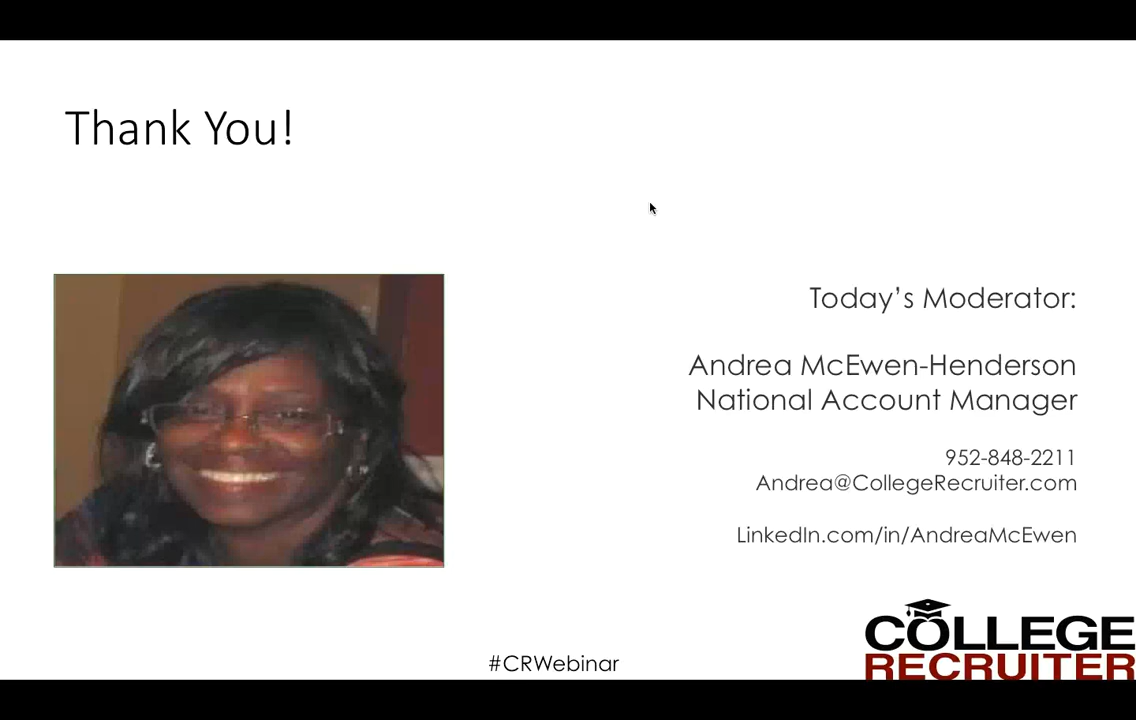 Thank You!
Today’s Moderator:
Andrea McEwen-Henderson
National Account Manager
952-848-2211
Andrea@CollegeRecruiter.com
LinkedIn.com/in/AndreaMcEwen
#CRWebinar
COLLEGE
RECRUITER